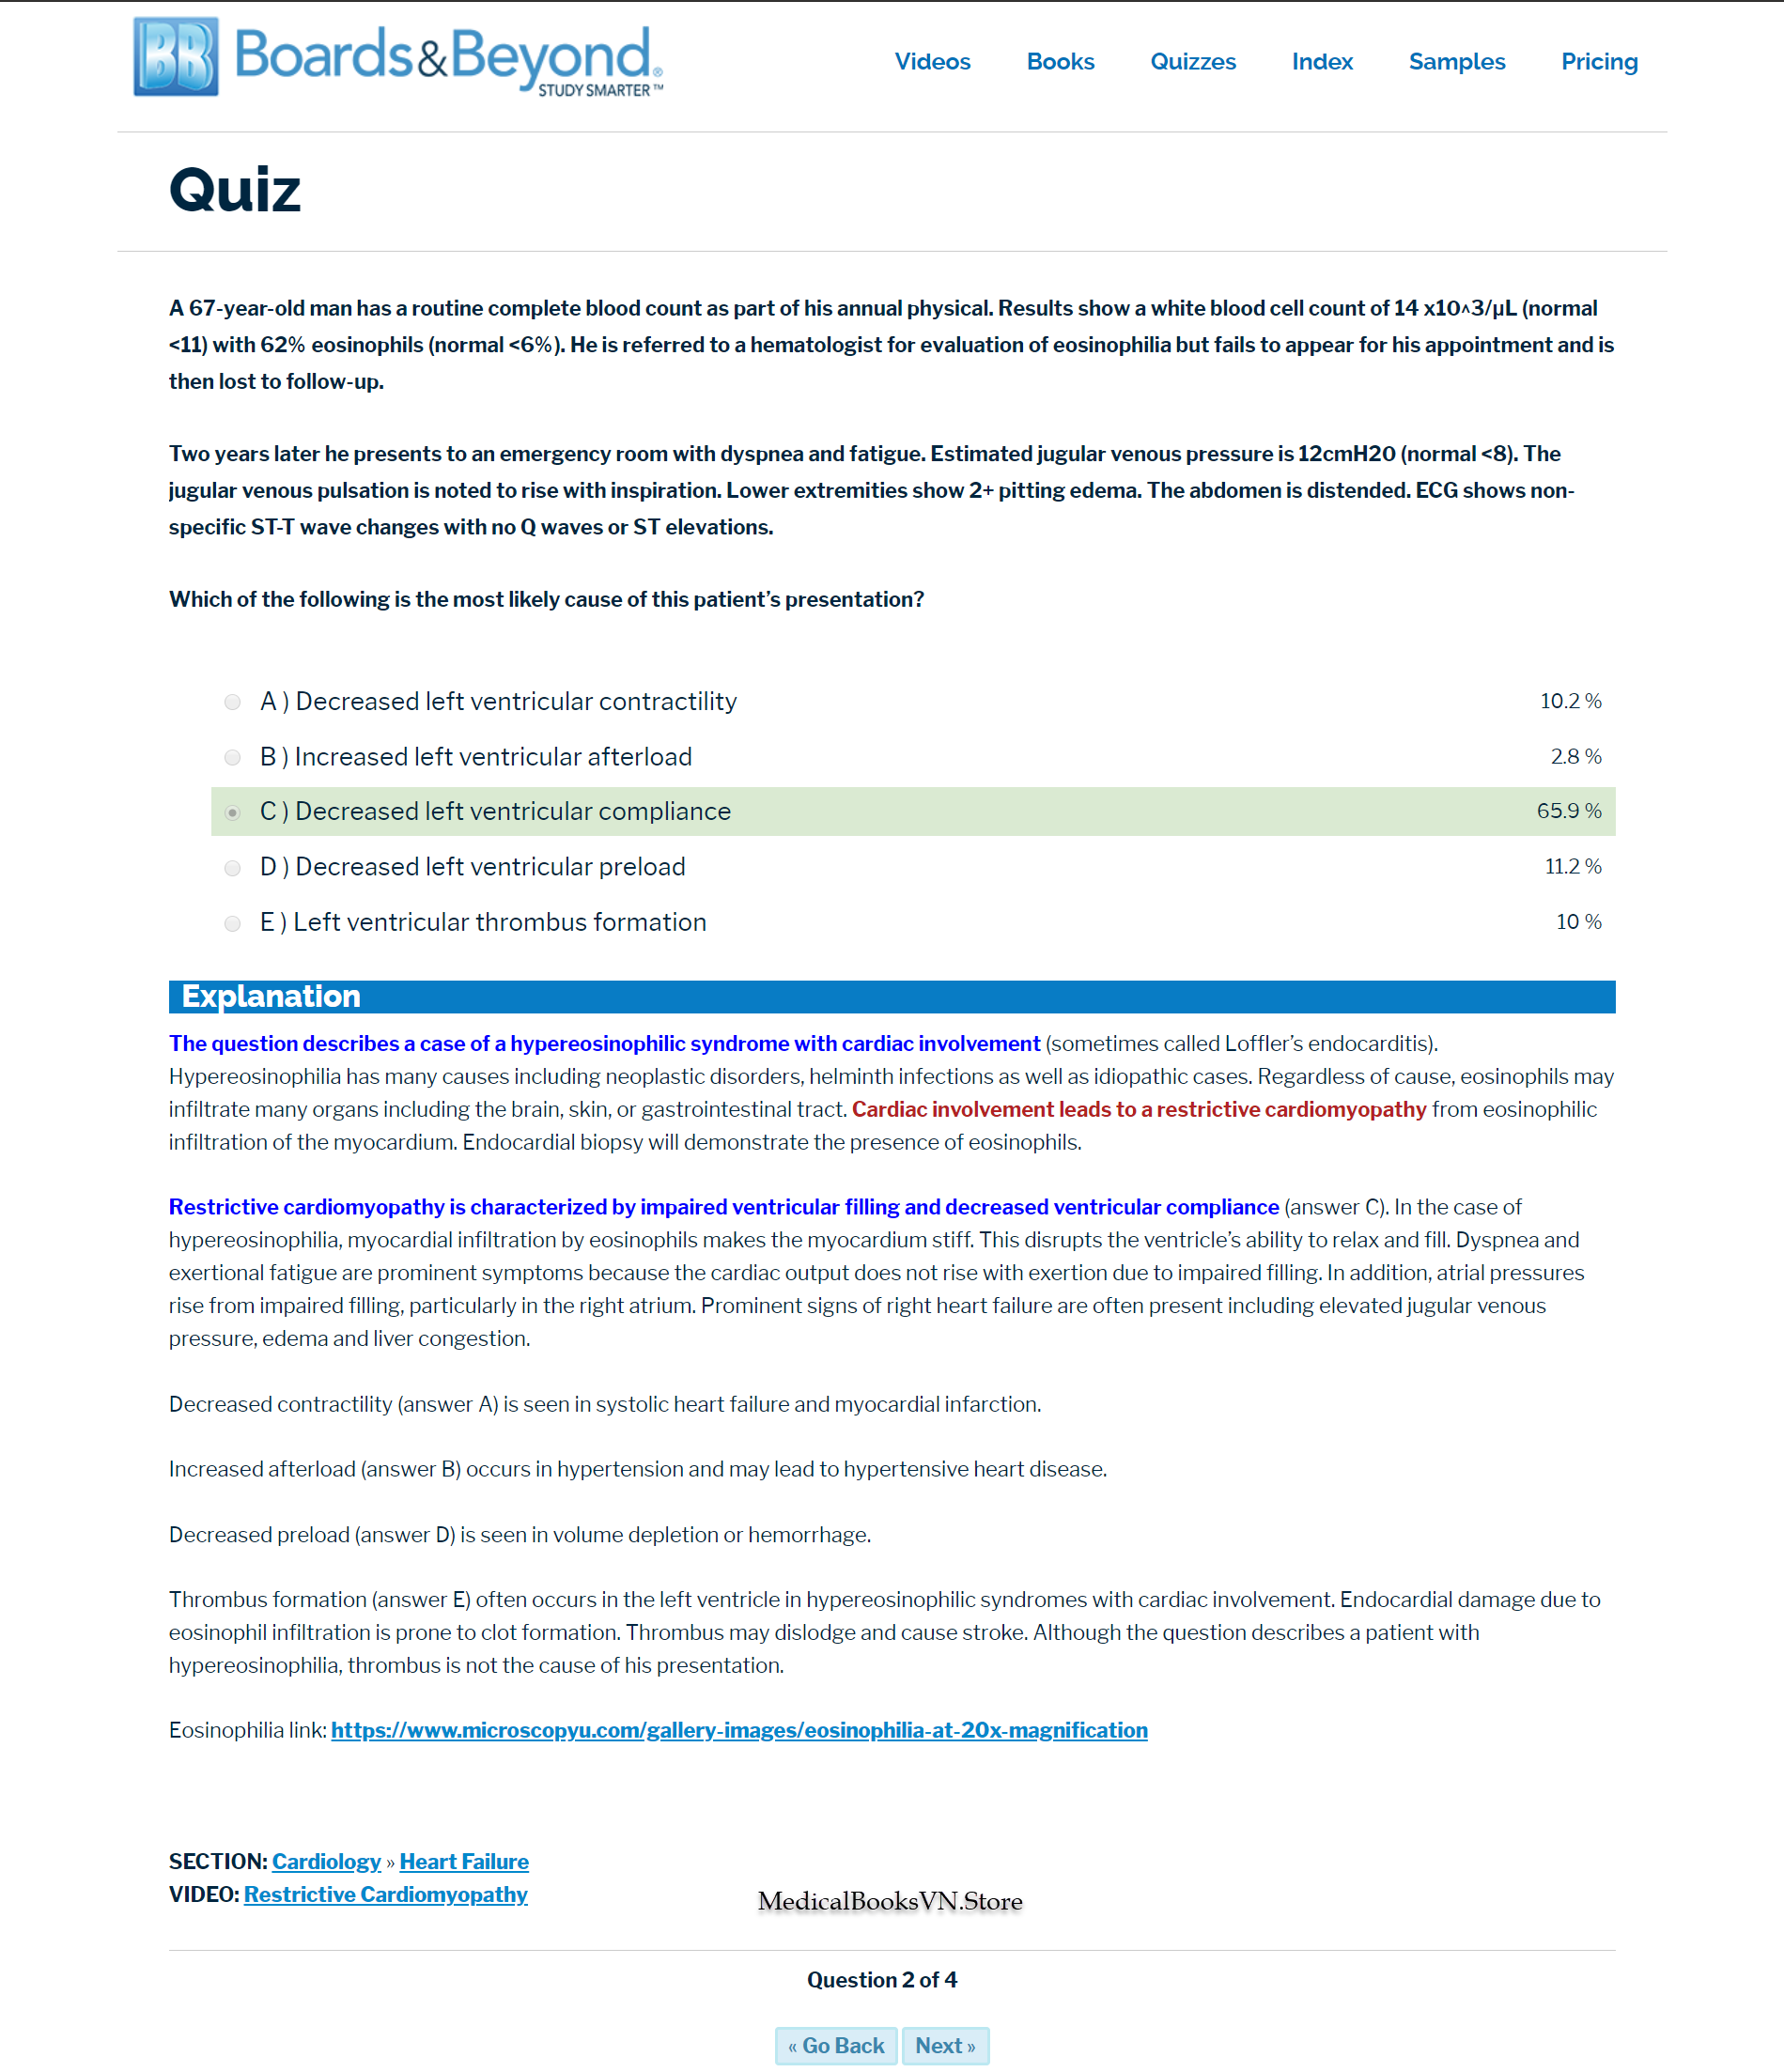 BB Boards&Beyond®
STUDY SMARTER™
Videos Books Quizzes Index Samples Pricing
Quiz
A 67-year-old man has a routine complete blood count as part of his annual physical. Results show a white blood cell count of 14 x10^3/µL (normal
<11) with 62% eosinophils (normal <6%). He is referred to a hematologist for evaluation of eosinophilia but fails to appear for his appointment and is
then lost to follow-up.
Two years later he presents to an emergency room with dyspnea and fatigue. Estimated jugular venous pressure is 12cmH20 (normal <8). The
jugular venous pulsation is noted to rise with inspiration. Lower extremities show 2+ pitting edema. The abdomen is distended. ECG shows non-
specific ST-T wave changes with no Q waves or ST elevations.
Which of the following is the most likely cause of this patient’s presentation?
A ) Decreased left ventricular contractility 10.2 %
B ) Increased left ventricular afterload 2.8 %
C ) Decreased left ventricular compliance 65.9 %
D ) Decreased left ventricular preload 11.2 %
E ) Left ventricular thrombus formation 10 %
Explanation
The question describes a case of a hypereosinophilic syndrome with cardiac involvement (sometimes called Loffler’s endocarditis).
Hypereosinophilia has many causes including neoplastic disorders, helminth infections as well as idiopathic cases. Regardless of cause, eosinophils may
infiltrate many organs including the brain, skin, or gastrointestinal tract. Cardiac involvement leads to a restrictive cardiomyopathy from eosinophilic
infiltration of the myocardium. Endocardial biopsy will demonstrate the presence of eosinophils.
Restrictive cardiomyopathy is characterized by impaired ventricular filling and decreased ventricular compliance (answer C). In the case of
hypereosinophilia, myocardial infiltration by eosinophils makes the myocardium stiff. This disrupts the ventricle’s ability to relax and fill. Dyspnea and
exertional fatigue are prominent symptoms because the cardiac output does not rise with exertion due to impaired filling. In addition, atrial pressures
rise from impaired filling, particularly in the right atrium. Prominent signs of right heart failure are often present including elevated jugular venous
pressure, edema and liver congestion.
Decreased contractility (answer A) is seen in systolic heart failure and myocardial infarction.
Increased afterload (answer B) occurs in hypertension and may lead to hypertensive heart disease.
Decreased preload (answer D) is seen in volume depletion or hemorrhage.
Thrombus formation (answer E) often occurs in the left ventricle in hypereosinophilic syndromes with cardiac involvement. Endocardial damage due to
eosinophil infiltration is prone to clot formation. Thrombus may dislodge and cause stroke. Although the question describes a patient with
hypereosinophilia, thrombus is not the cause of his presentation.
Eosinophilia link: https://www.microscopyu.com/gallery-images/eosinophilia-at-20x-magnification
SECTION: Cardiology » Heart Failure
VIDEO: Restrictive Cardiomyopathy
MedicalBooksVN.Store
Question 2 of 4
« Go Back Next »